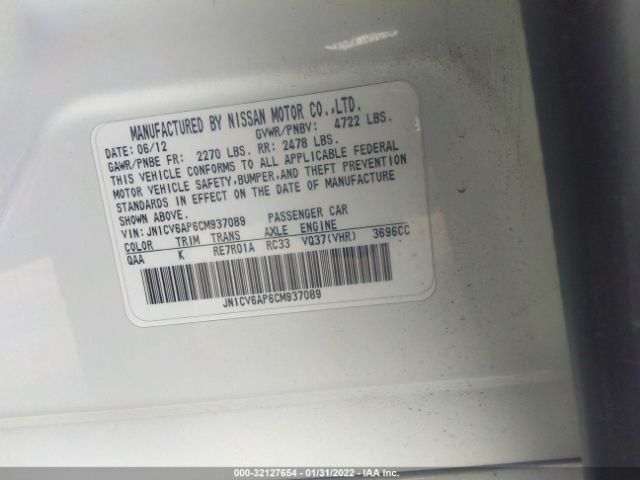 MANUFACTURED BY NISSAN MOTOR CO.,LTD.
DATE: 06/12 GVWR/PNBV: 4722 LBS.
GAWR/PNBE FR: 2270 LBS. RR: 2478 LBS.
THIS VEHICLE CONFORMS TO ALL APPLICABLE FEDERAL
MOTOR VEHICLE SAFETY,BUMPER,AND THEFT PREVENTION
STANDARDS IN EFFECT ON THE DATE OF MANUFACTURE
SHOWN ABOVE.
VIN: JN1CV6AP6CM937089 PASSENGER CAR
COLOR TRIM TRANS AXLE ENGINE
QAA K RE7R01A RC33 VQ37(VHR) 3696CC
JN1CV6AP6CM937089
000-32127654 - 01/31/2022 - IAA Inc.